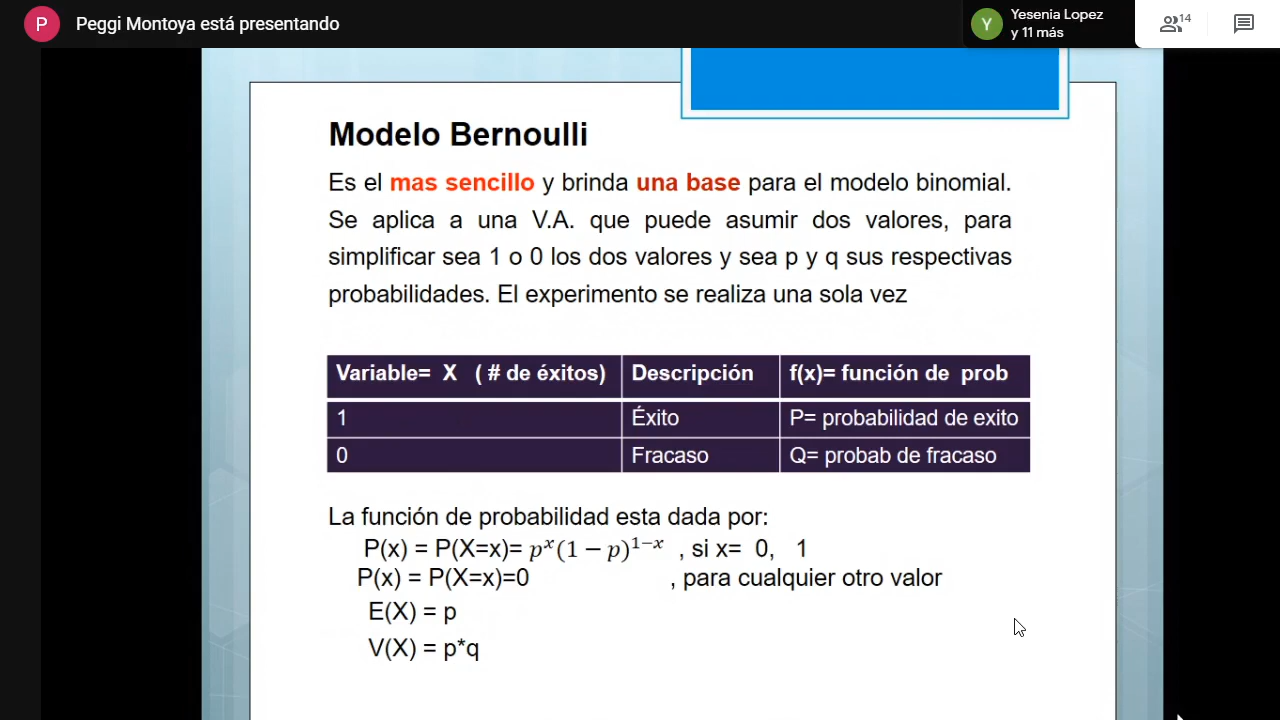 P
Peggi Montoya está presentando
Y
Yesenia Lopez
y 11 más
14
Modelo Bernoulli
Es el mas sencillo y brinda una base para el modelo binomial.
Se aplica a una V.A. que puede asumir dos valores, para
simplificar sea 1 o 0 los dos valores y sea p y q sus respectivas
probabilidades. El experimento se realiza una sola vez
Variable= X ( # de éxitos) Descripción f(x)= función de prob
1 Éxito P= probabilidad de exito
0 Fracaso Q= probab de fracaso
La función de probabilidad esta dada por:
P(x) = P(X=x)= p^x(1 − p)^{1−x} , si x= 0, 1
P(x) = P(X=x)=0 , para cualquier otro valor
E(X) = p
V(X) = p*q